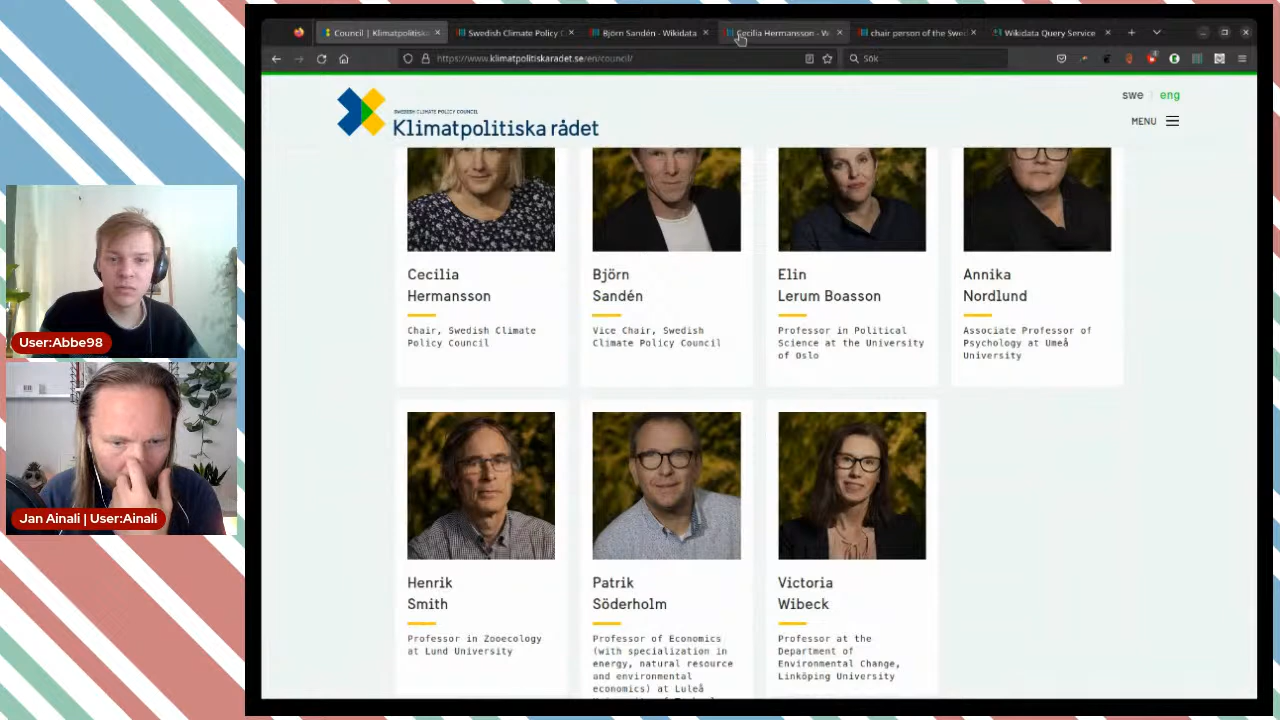 Council | Klimatpolitiska
Swedish Climate Policy C
Björn Sandén - Wikidata
Cecilia Hermansson - W
chair person of the Swed
Wikidata Query Service
https://www.klimatpolitiskaradet.se/en/council/
Sök
swe | eng
SWEDISH CLIMATE POLICY COUNCIL
Klimatpolitiska rådet
MENU
Cecilia
Hermansson
Chair, Swedish Climate
Policy Council
Björn
Sandén
Vice Chair, Swedish
Climate Policy Council
Elin
Lerum Boasson
Professor in Political
Science at the University
of Oslo
Annika
Nordlund
Associate Professor of
Psychology at Umeå
University
Henrik
Smith
Professor in Zooecology
at Lund University
Patrik
Söderholm
Professor of Economics
(with specialization in
energy, natural resource
and environmental
economics) at Luleå
Victoria
Wibeck
Professor at the
Department of
Environmental Change,
Linköping University
User:Abbe98
Jan Ainali | User:Ainali